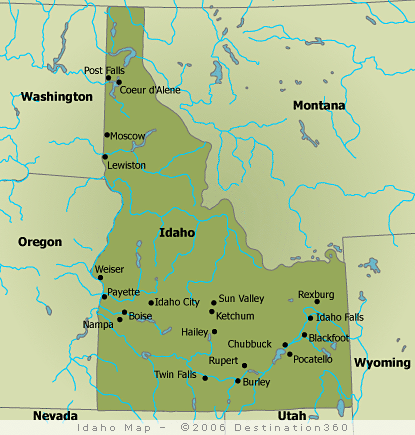 Post Falls
Coeur d'Alene
Washington
Montana
Moscow
Lewiston
Idaho
Oregon
Weiser
Payette
Idaho City
Sun Valley
Rexburg
Boise
Ketchum
Idaho Falls
Nampa
Hailey
Blackfoot
Chubbuck
Pocatello
Wyoming
Rupert
Twin Falls
Burley
Nevada
Utah
Idaho Map - ©2006 Destination360